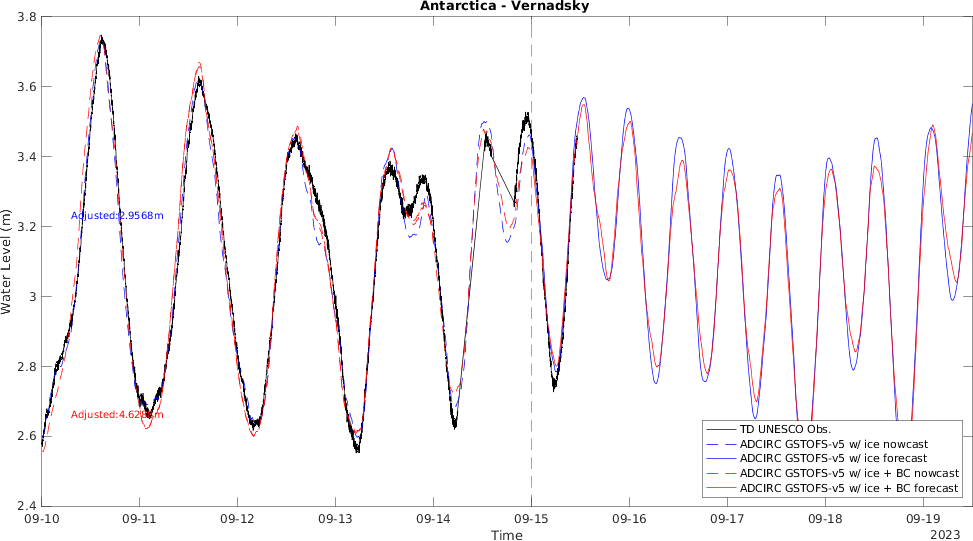 Antarctica - Vernadsky
3.8
3.6
3.4
3.2
3
2.8
2.6
2.4
Water Level (m)
Adjusted:2.9568m
09-10
09-11
09-12
09-13
09-14
09-15
09-16
09-17
09-18
09-19
Time
2023
TD UNESCO Obs.
ADCIRC GSTOFS-v5 w/ ice nowcast
ADCIRC GSTOFS-v5 w/ ice forecast
ADCIRC GSTOFS-v5 w/ ice + BC nowcast
ADCIRC GSTOFS-v5 w/ ice + BC forecast